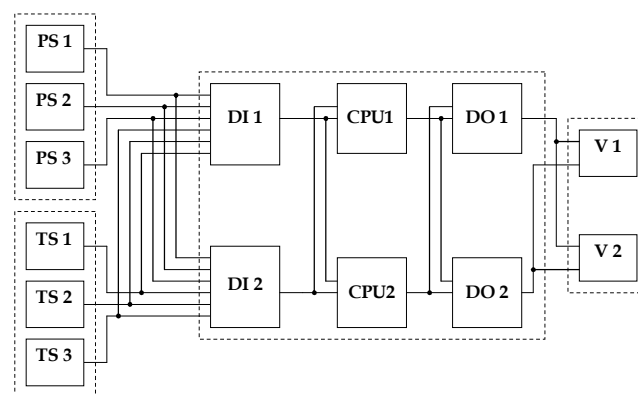 PS 1
PS 2
PS 3
TS 1
TS 2
TS 3
DI 1
DI 2
CPU1
CPU2
DO 1
DO 2
V 1
V 2